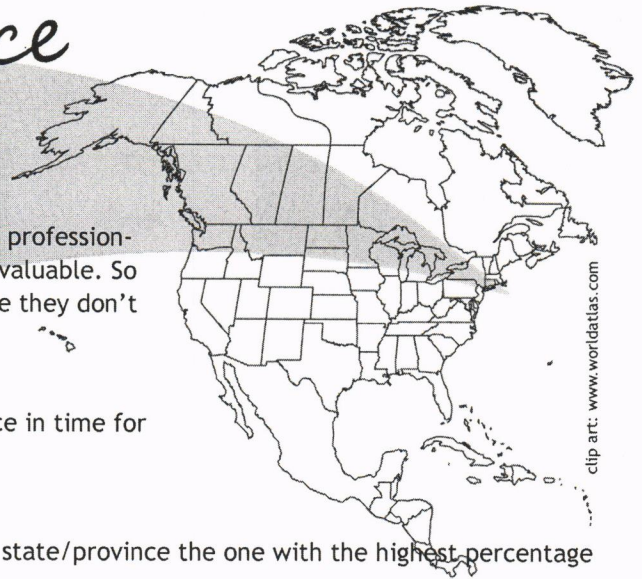 ce
profession-
valuable. So
e they don't
ce in time for
state/province the one with the highest percentage
clip art: www.worldatlas.com